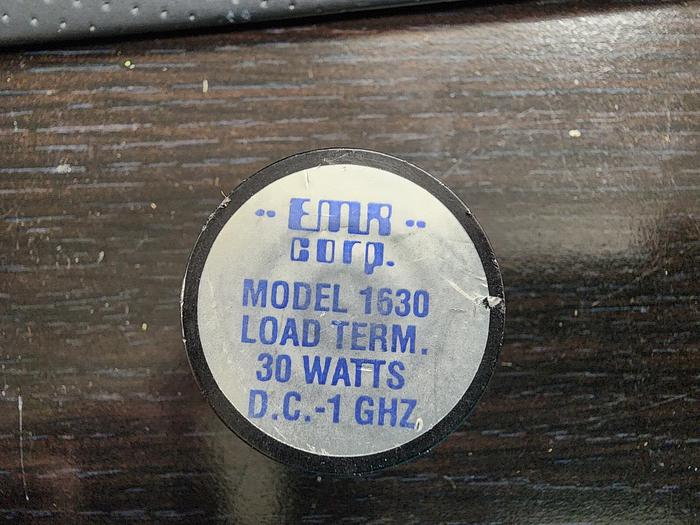 -- EMR --
corp.
MODEL 1630
LOAD TERM.
30 WATTS
D.C.-1 GHZ